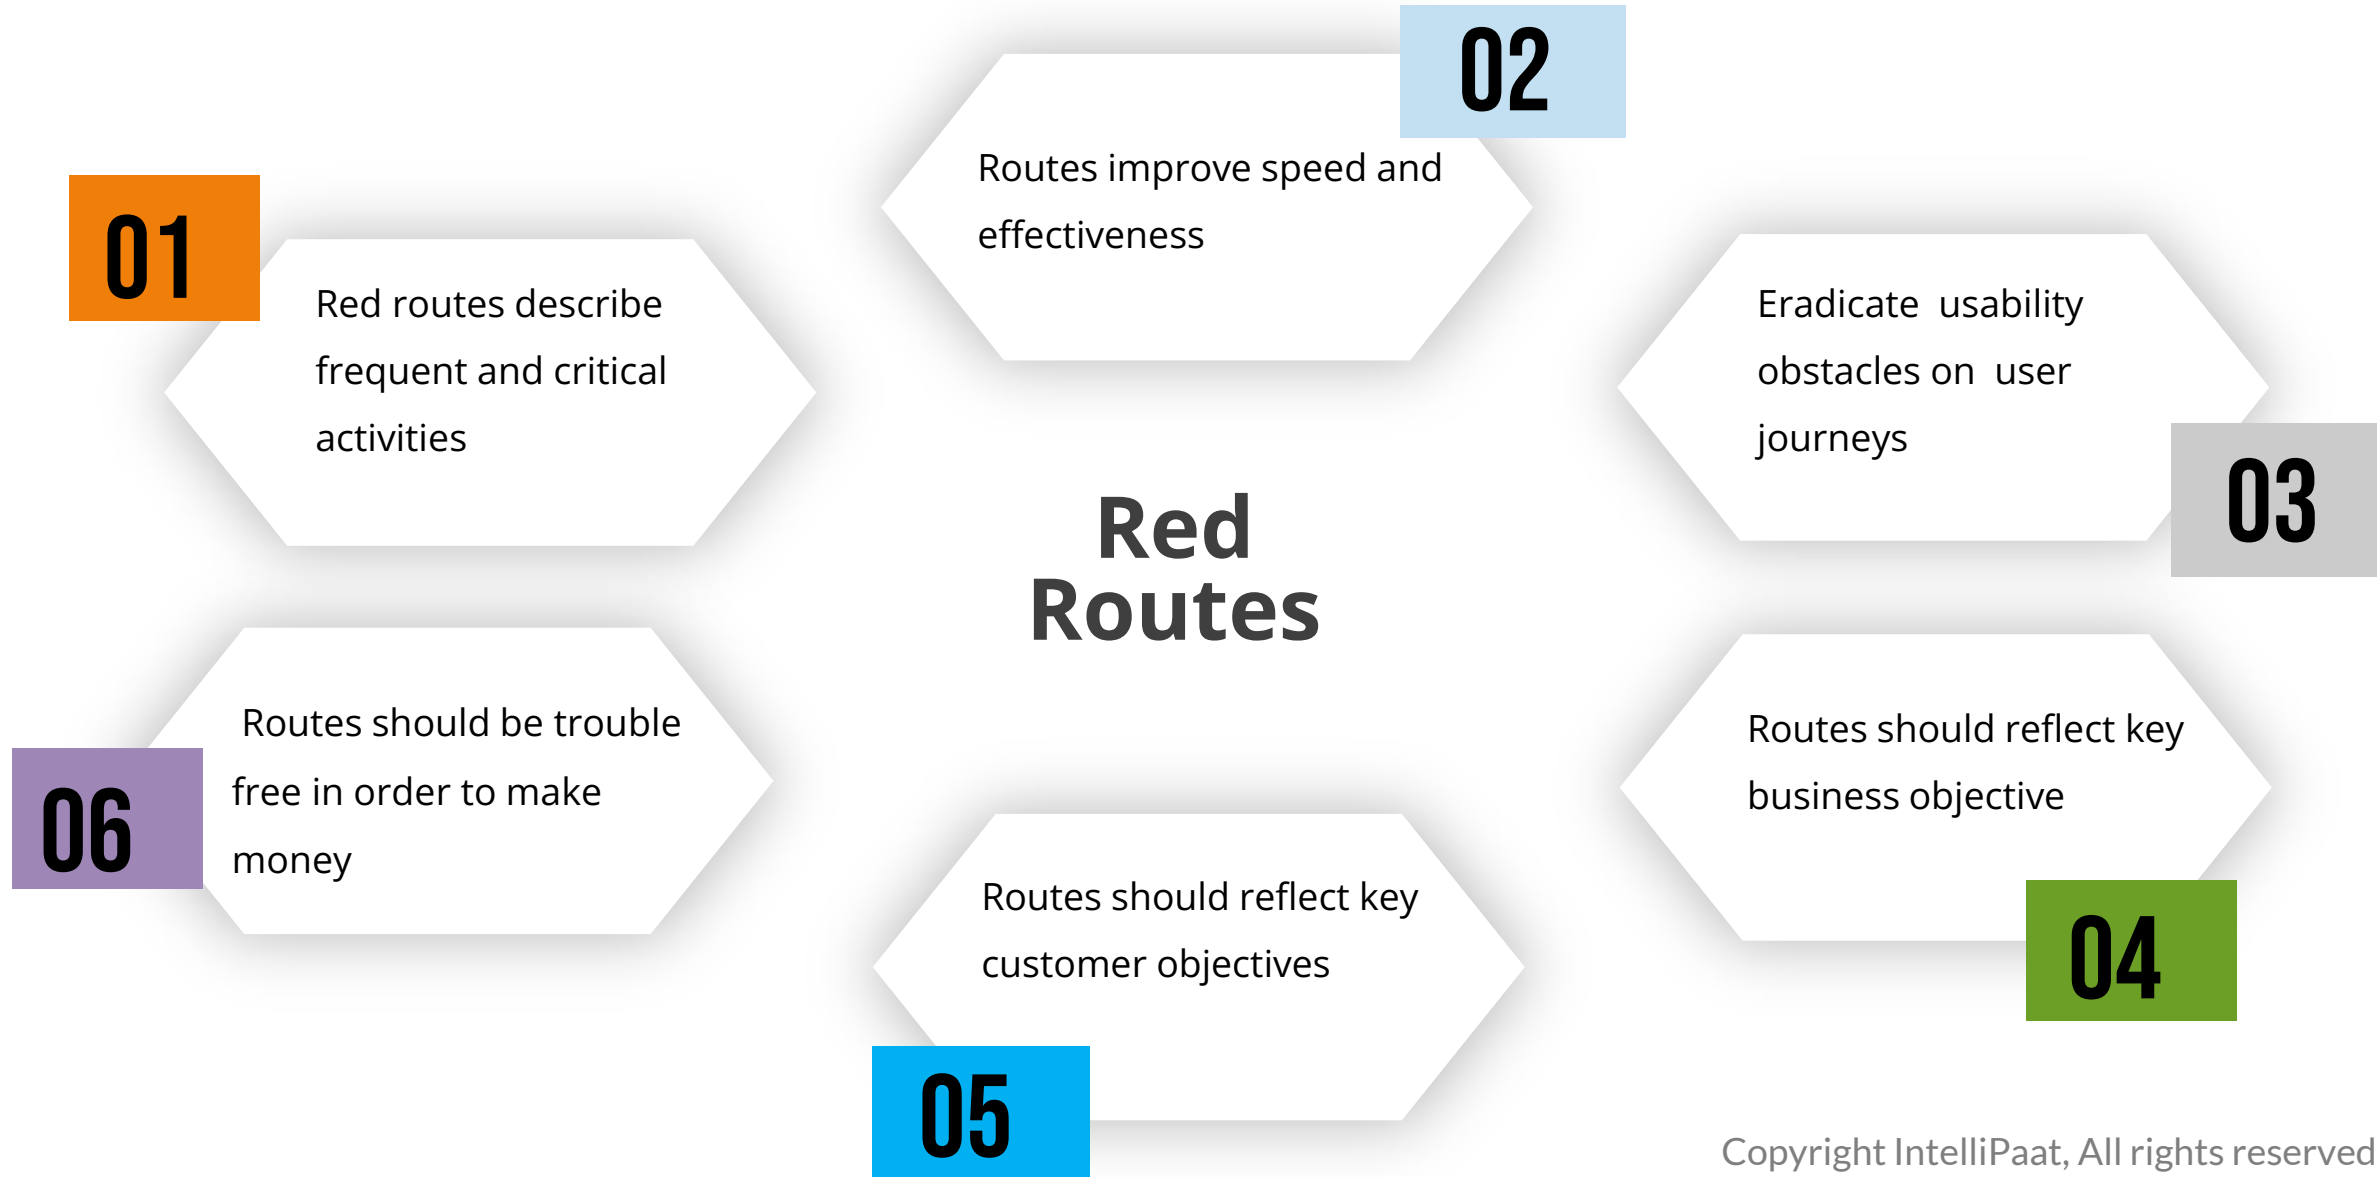 01
Red routes describe
frequent and critical
activities
02
Routes improve speed and
effectiveness
03
Eradicate  usability
obstacles on  user
journeys
Red
Routes
04
Routes should reflect key
business objective
05
Routes should reflect key
customer objectives
06
Routes should be trouble
free in order to make
money
Copyright IntelliPaat, All rights reserved